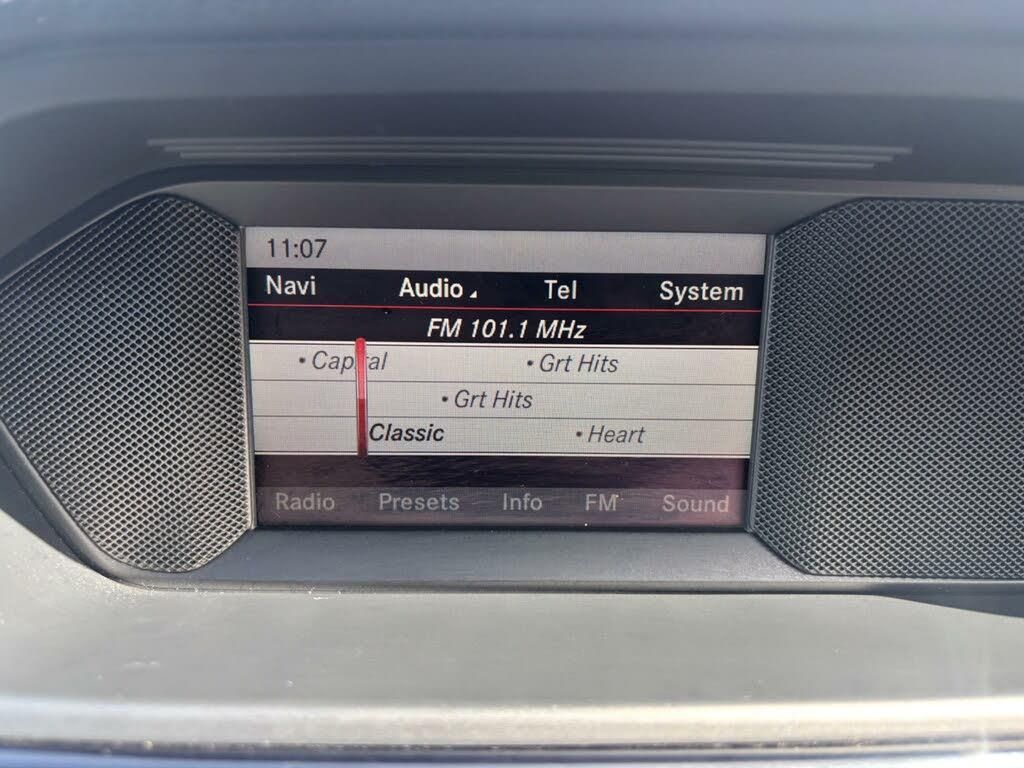 11:07
Navi Audio Tel System
FM 101.1 MHz
• Capital • Grt Hits
• Grt Hits
Classic • Heart
Radio Presets Info FM Sound